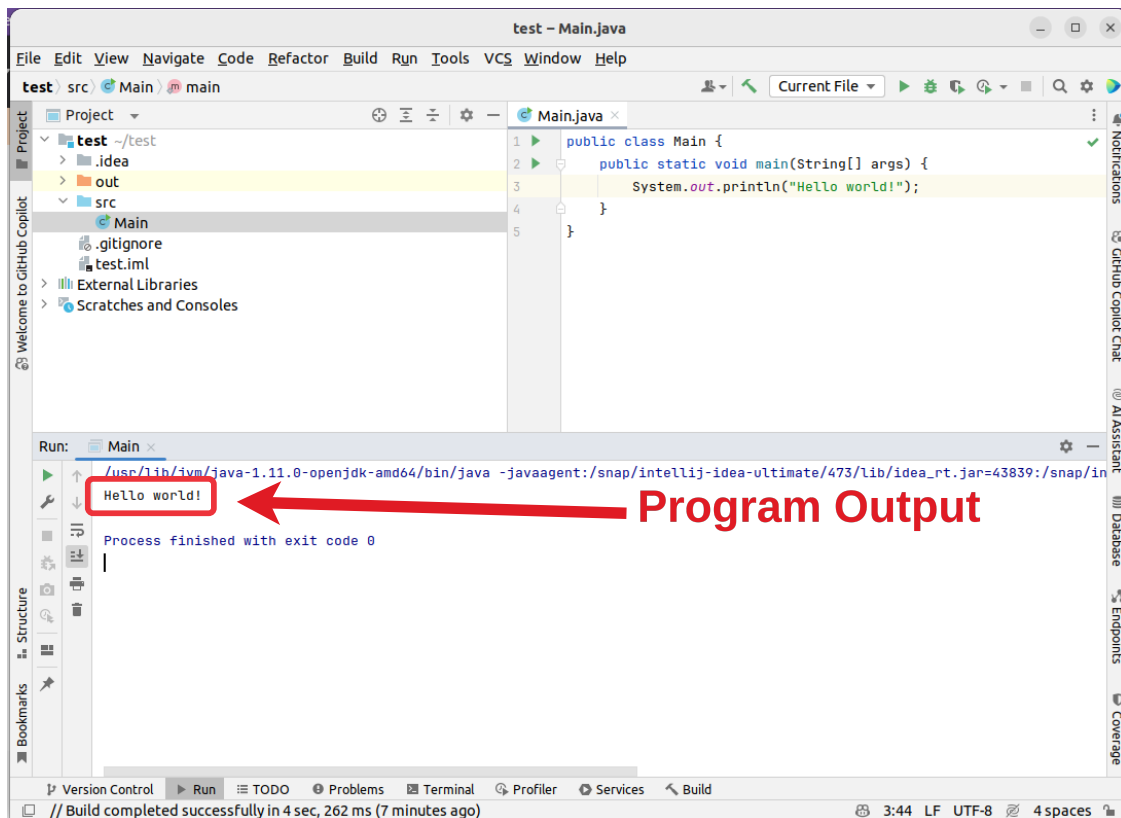 test – Main.java
File Edit View Navigate Code Refactor Build Run Tools VCS Window Help
test src Main main
Current File
Project
Main.java
test ~/test
.idea
out
src
Main
.gitignore
test.iml
External Libraries
Scratches and Consoles
1 public class Main {
2 public static void main(String[] args) {
3 System.out.println("Hello world!");
4 }
5 }
Project
Welcome to GitHub Copilot
Structure
Bookmarks
Notifications
GitHub Copilot Chat
AI Assistant
Database
Endpoints
Coverage
Run: Main
/usr/lib/jvm/java-1.11.0-openjdk-amd64/bin/java -javaagent:/snap/intellij-idea-ultimate/473/lib/idea_rt.jar=43839:/snap/in
Hello world!
Program Output
Process finished with exit code 0
Version Control Run TODO Problems Terminal Profiler Services Build
// Build completed successfully in 4 sec, 262 ms (7 minutes ago) 3:44 LF UTF-8 4 spaces